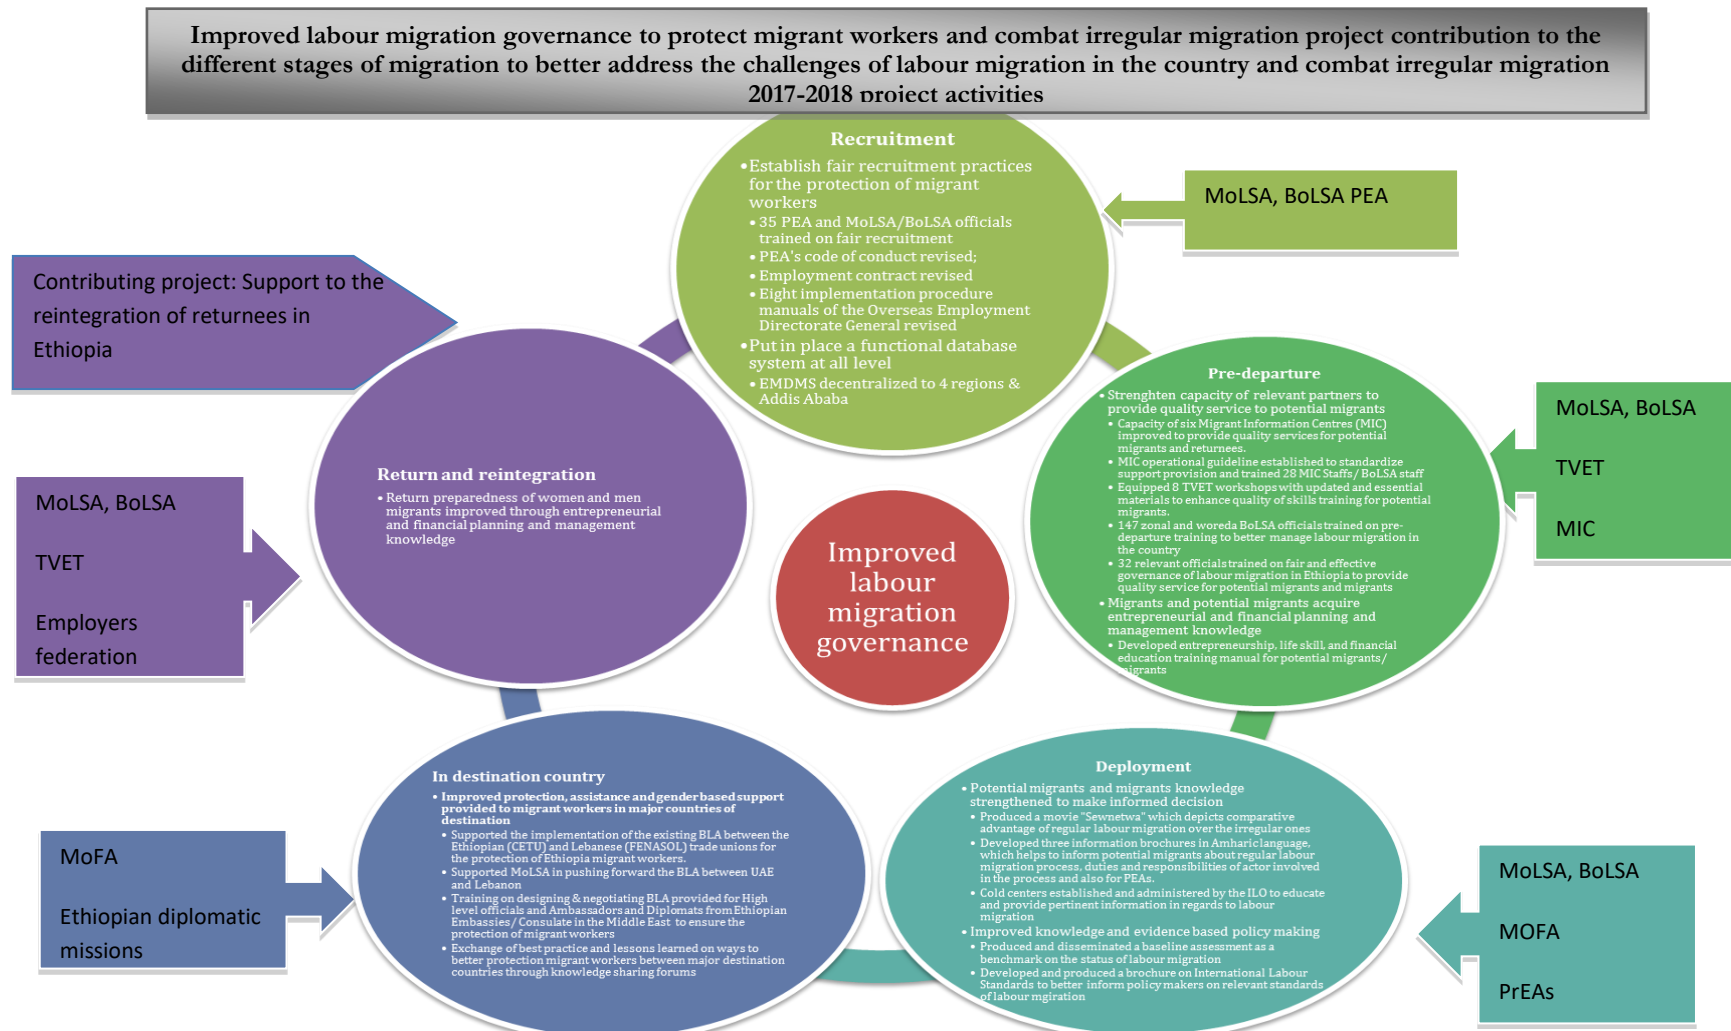 Improved labour migration governance to protect migrant workers and combat irregular migration project contribution to the
different stages of migration to better address the challenges of labour migration in the country and combat irregular migration
2017-2018 project activities
Recruitment
•Establish fair recruitment practices
for the protection of migrant
workers
• 35 PEA and MoLSA/BoLSA officials
trained on fair recruitment
• PEA's code of conduct revised;
• Employment contract revised
• Eight implementation procedure
manuals of the Overseas Employment
Directorate General revised
•Put in place a functional database
system at all level
• EMDMS decentralized to 4 regions &
Addis Ababa
MoLSA, BoLSA PEA
Contributing project: Support to the
reintegration of returnees in
Ethiopia
Pre-departure
• Strenghten capacity of relevant partners to
provide quality service to potential migrants
• Capacity of six Migrant Information Centres (MIC)
improved to provide quality services for potential
migrants and returnees.
• MIC operational guideline established to standardize
support provision and trained 28 MIC Staffs/ BoLSA staff
• Equipped 8 TVET workshops with updated and essential
materials to enhance quality of skills training for potential
migrants.
• 147 zonal and woreda BoLSA officials trained on pre-
departure training to better manage labour migration in
the country
• 32 relevant officials trained on fair and effective
governance of labour migration in Ethiopia to provide
quality service for potential migrants and migrants
• Migrants and potential migrants acquire
entrepreneurial and financial planning and
management knowledge
• Developed entrepreneurship, life skill, and financial
education training manual for potential migrants/
migrants
MoLSA, BoLSA
TVET
MIC
Return and reintegration
• Return preparedness of women and men
migrants improved through entrepreneurial
and financial planning and management
knowledge
MoLSA, BoLSA
TVET
Employers
federation
Improved
labour
migration
governance
In destination country
• Improved protection, assistance and gender based support
provided to migrant workers in major countries of
destination
• Supported the implementation of the existing BLA between the
Ethiopian (CETU) and Lebanese (FENASOL) trade unions for
the protection of Ethiopia migrant workers.
• Supported MoLSA in pushing forward the BLA between UAE
and Lebanon
• Training on designing & negotiating BLA provided for High
level officials and Ambassadors and Diplomats from Ethiopian
Embassies/ Consulate in the Middle East to ensure the
protection of migrant workers
• Exchange of best practice and lessons learned on ways to
better protection migrant workers between major destination
countries through knowledge sharing forums
MoFA
Ethiopian diplomatic
missions
Deployment
• Potential migrants and migrants knowledge
strengthened to make informed decision
• Produced a movie "Sewnetwa" which depicts comparative
advantage of regular labour migration over the irregular ones
• Developed three information brochures in Amharic language,
which helps to inform potential migrants about regular labour
migration process, duties and responsibilities of actor involved
in the process and also for PEAs.
• Cold centers established and administered by the ILO to educate
and provide pertinent information in regards to labour
migration
• Improved knowledge and evidence based policy making
• Produced and disseminated a baseline assessment as a
benchmark on the status of labour migration
• Developed and produced a brochure on International Labour
Standards to better inform policy makers on relevant standards
of labour mgiration
MoLSA, BoLSA
MOFA
PrEAs